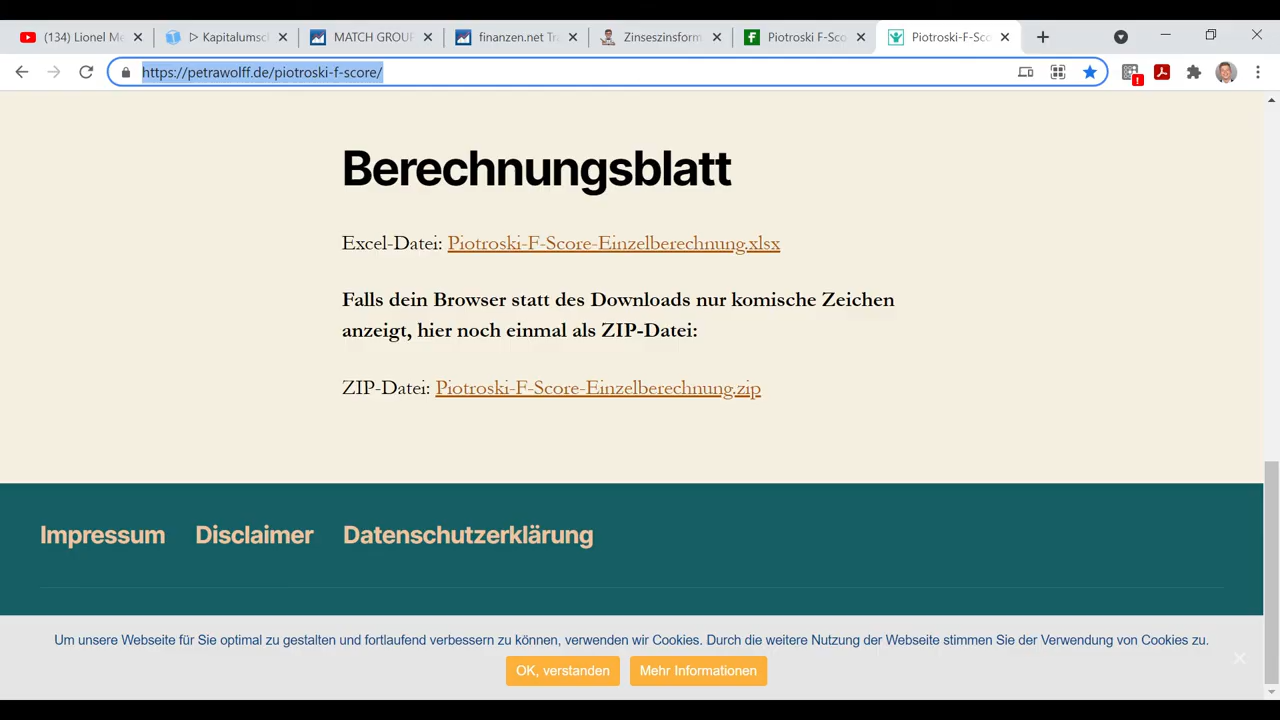 (134) Lionel Me
Kapitalumsch
MATCH GROUP
finanzen.net Tra
Zinseszinsform
Piotroski F-Sco
Piotroski-F-Sco
https://petrawolff.de/piotroski-f-score/
Berechnungsblatt
Excel-Datei: Piotroski-F-Score-Einzelberechnung.xlsx
Falls dein Browser statt des Downloads nur komische Zeichen
anzeigt, hier noch einmal als ZIP-Datei:
ZIP-Datei: Piotroski-F-Score-Einzelberechnung.zip
Impressum Disclaimer Datenschutzerklärung
Um unsere Webseite für Sie optimal zu gestalten und fortlaufend verbessern zu können, verwenden wir Cookies. Durch die weitere Nutzung der Webseite stimmen Sie der Verwendung von Cookies zu.
OK, verstanden Mehr Informationen